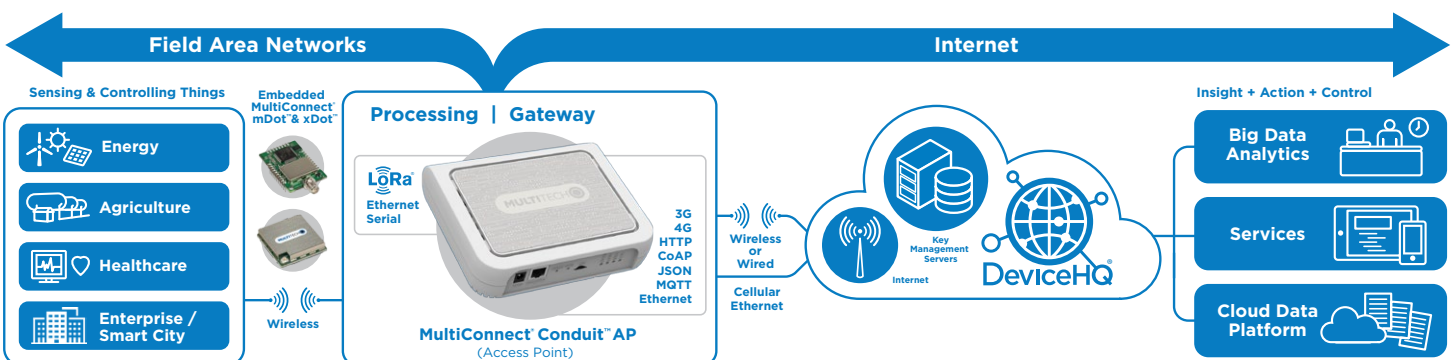 Field Area Networks
Internet
Sensing & Controlling Things
Energy
Agriculture
Healthcare
Enterprise /
Smart City
Embedded
MultiConnect®
mDot™ & xDot™
Wireless
Processing | Gateway
LoRa®
Ethernet
Serial
MULTITECH
3G
4G
HTTP
CoAP
JSON
MQTT
Ethernet
MultiConnect® Conduit™ AP
(Access Point)
Wireless
or
Wired
Cellular
Ethernet
Internet
Key
Management
Servers
DeviceHQ®
Insight + Action + Control
Big Data
Analytics
Services
Cloud Data
Platform